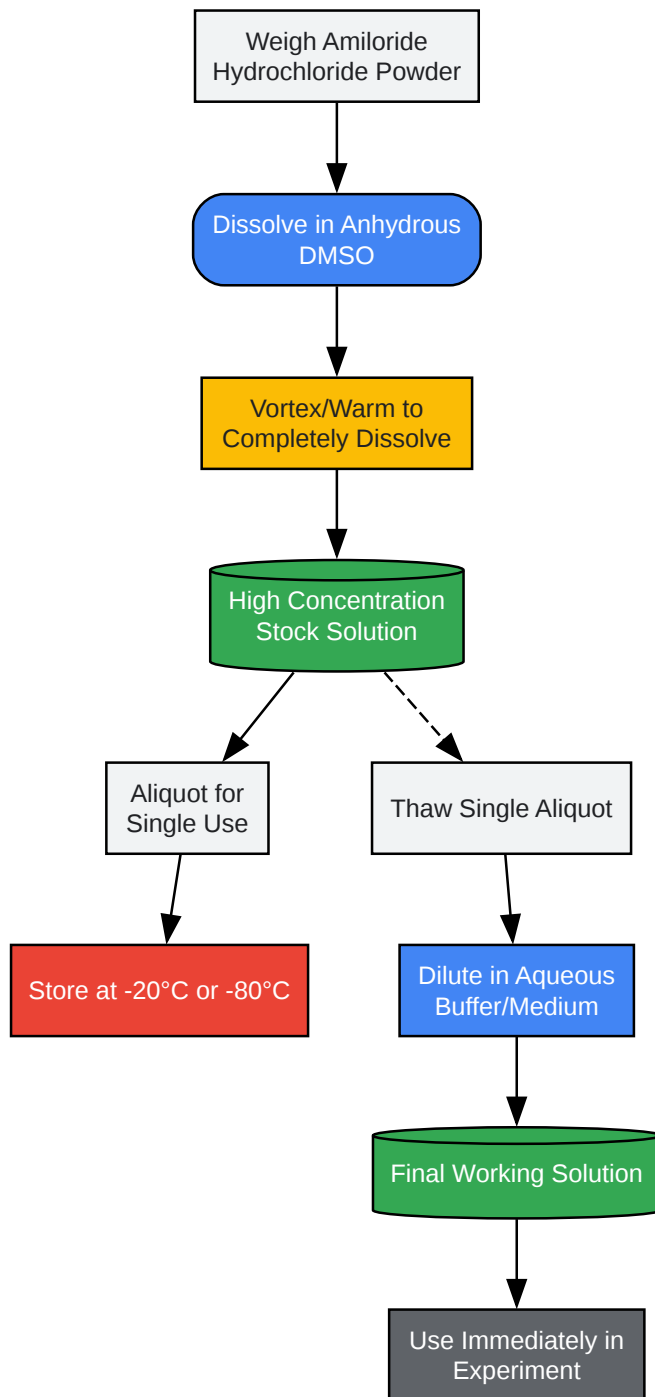 Weigh Amiloride
Hydrochloride Powder
Dissolve in Anhydrous
DMSO
Vortex/Warm to
Completely Dissolve
High Concentration
Stock Solution
Aliquot for
Single Use
Thaw Single Aliquot
Store at -20°C or -80°C
Dilute in Aqueous
Buffer/Medium
Final Working Solution
Use Immediately in
Experiment